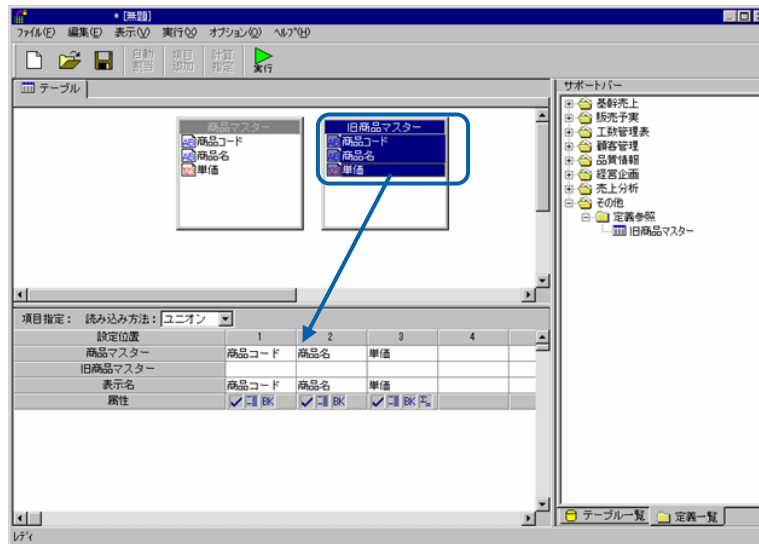 * [無題]
ファイル(F) 編集(E) 表示(V) 実行(X) オプション(O) ヘルプ(H)
自動割当 項目追加 計算指定 実行
テーブル
商品マスター
商品コード
商品名
単価
旧商品マスター
商品コード
商品名
単価
サポートバー
基幹売上
販売予実
工数管理表
顧客管理
品質情報
経営企画
売上分析
その他
定義参照
旧商品マスター
項目指定： 読み込み方法： ユニオン
設定位置 1 2 3 4
商品マスター 商品コード 商品名 単価
旧商品マスター
表示名 商品コード 商品名 単価
属性 BK BK BK
テーブル一覧 定義一覧
レディ